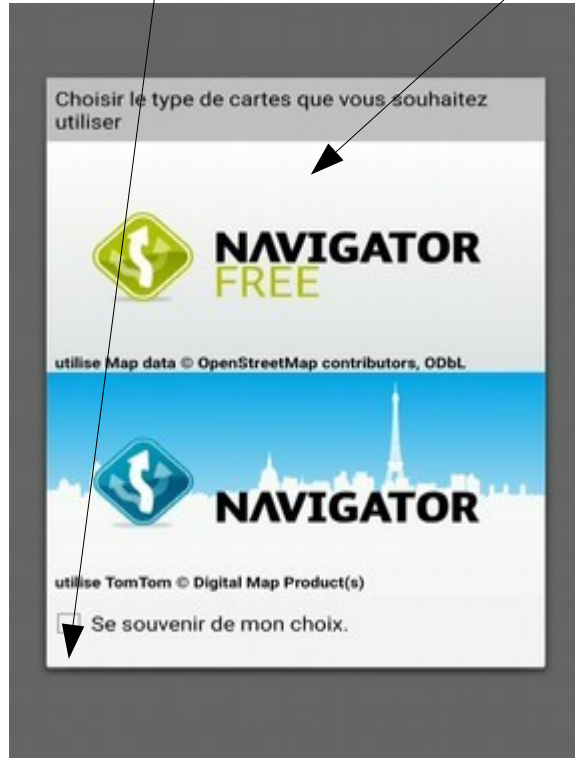 Choisir le type de cartes que vous souhaitez
utiliser
NAVIGATOR
FREE
utilise Map data © OpenStreetMap contributors, ODbL
NAVIGATOR
utilise TomTom © Digital Map Product(s)
Se souvenir de mon choix.